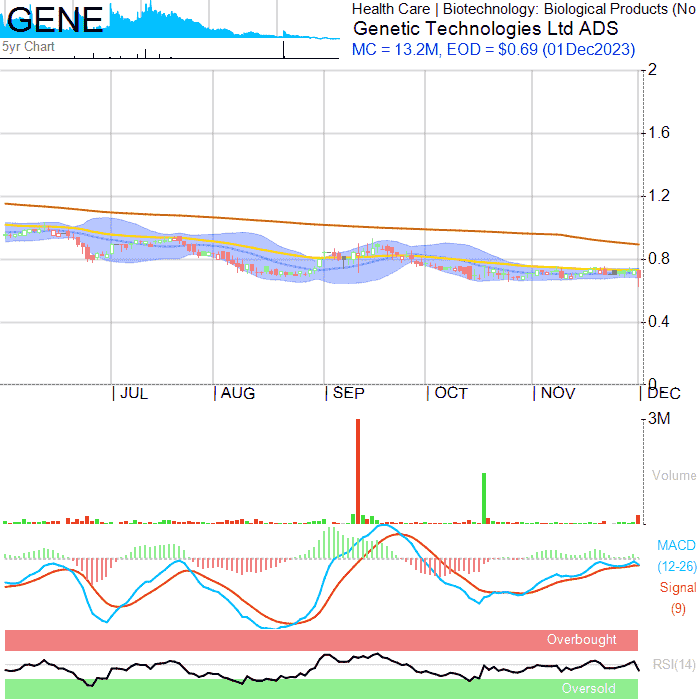 GENE
5yr Chart
Health Care | Biotechnology: Biological Products (No
Genetic Technologies Ltd ADS
MC = 13.2M, EOD = $0.69 (01Dec2023)
2
1.6
1.2
0.8
0.4
0
JUL AUG SEP OCT NOV DEC
3M
Volume
MACD
(12-26)
Signal
(9)
Overbought
RSI(14)
Oversold